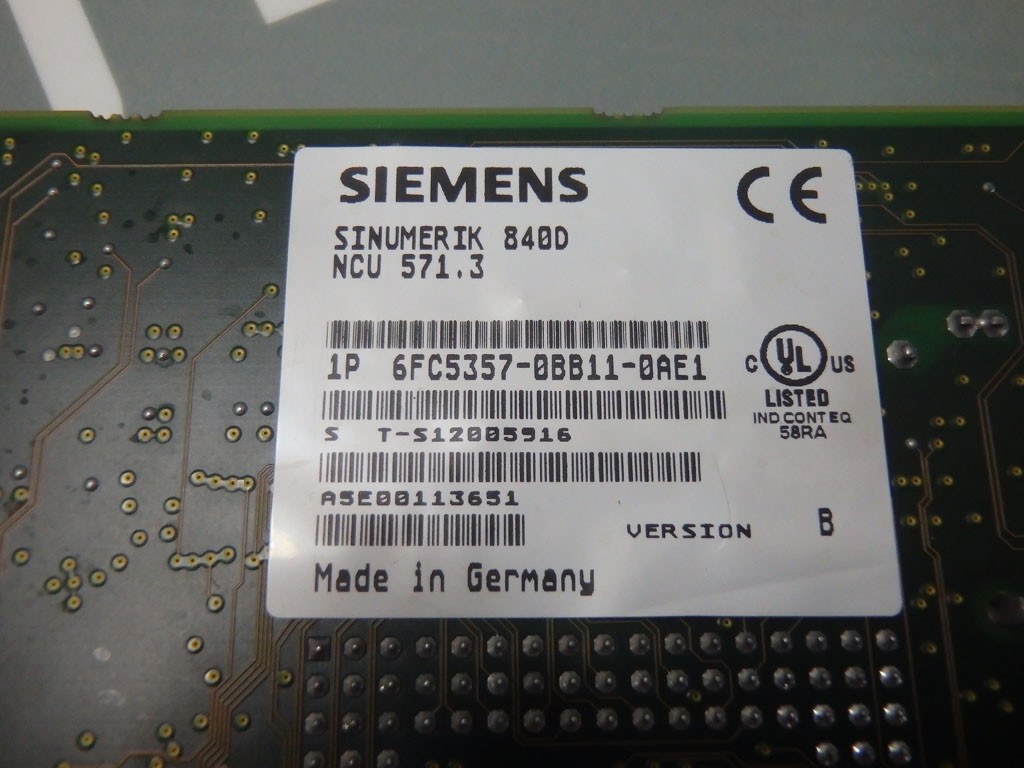 SIEMENS
CE
SINUMERIK 840D
NCU 571.3
1P 6FC5357-0BB11-0AE1
C UL US
LISTED
IND.CONT.EQ
58RA
S T-S12005916
A5E00113651
VERSION B
Made in Germany